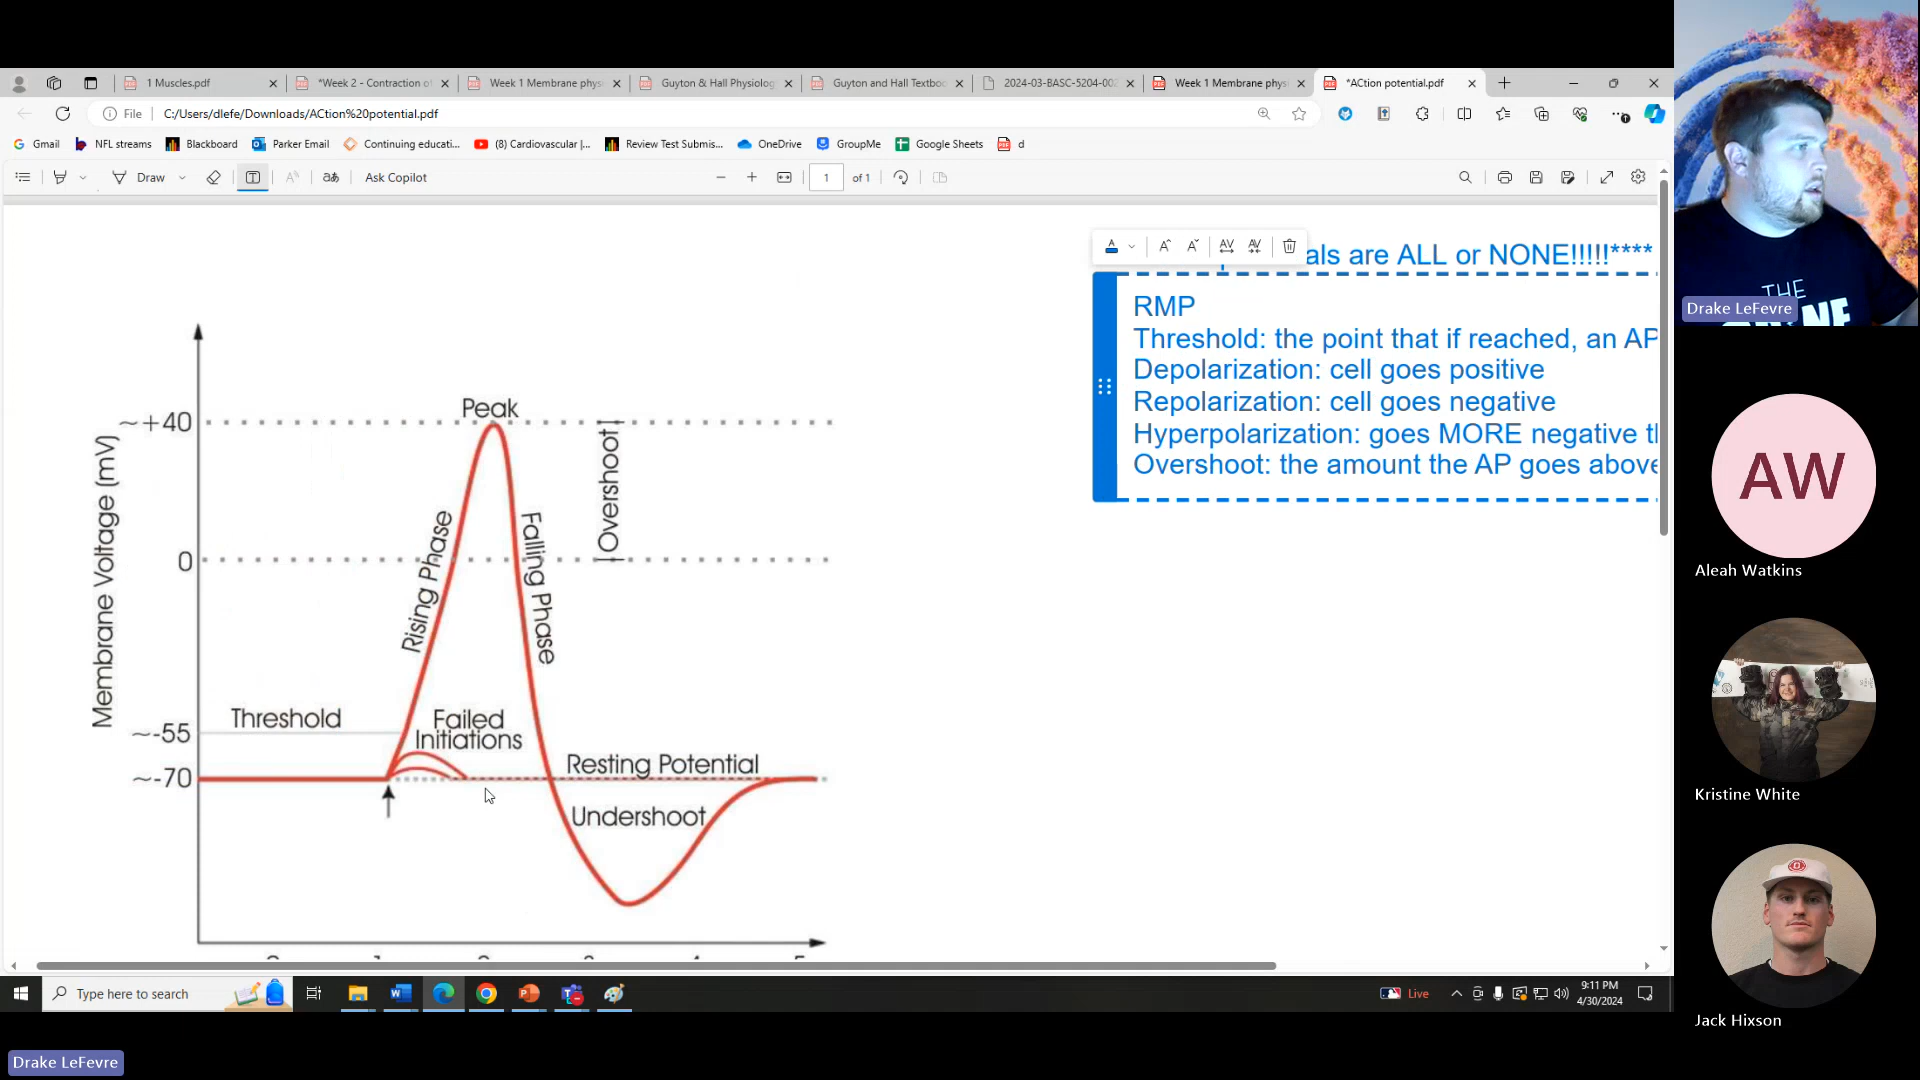 1 Muscles.pdf
*Week 2 - Contraction of
Week 1 Membrane physi
Guyton & Hall Physiolog
Guyton and Hall Textboo
2024-03-BASC-5204-002
Week 1 Membrane physi
*ACtion potential.pdf
File
C:/Users/dlefe/Downloads/ACtion%20potential.pdf
Gmail
NFL streams
Blackboard
Parker Email
Continuing educati...
(8) Cardiovascular |...
Review Test Submis...
OneDrive
GroupMe
Google Sheets
d
Draw
Ask Copilot
1 of 1
als are ALL or NONE!!!!!****
RMP
Threshold: the point that if reached, an AP
Depolarization: cell goes positive
Repolarization: cell goes negative
Hyperpolarization: goes MORE negative
Overshoot: the amount the AP goes above
Peak
~+40
Overshoot
Membrane Voltage (mV)
0
Rising Phase
Falling Phase
Threshold
Failed
Initiations
~-55
Resting Potential
~-70
Undershoot
Type here to search
Live
9:11 PM
4/30/2024
THE
Drake LeFevre
AW
Aleah Watkins
Kristine White
Jack Hixson
Drake LeFevre